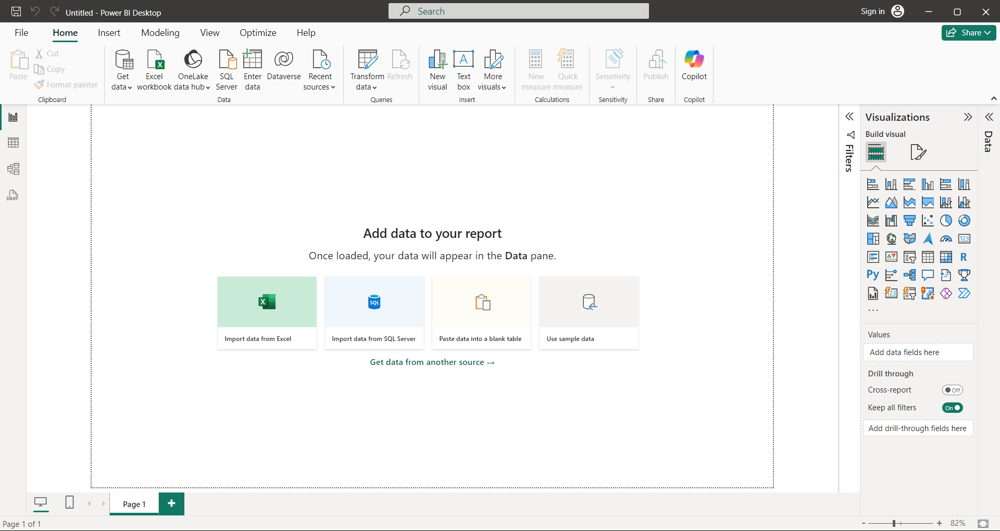 Untitled - Power BI Desktop
Search
Sign in
File
Home
Insert
Modeling
View
Optimize
Help
Share
Paste
Cut
Copy
Format painter
Clipboard
Get
data
Excel
workbook
OneLake
data hub
SQL
Server
Enter
data
Dataverse
Recent
sources
Data
Transform
data
Refresh
Queries
New
visual
A
Text
box
More
visuals
Insert
New
measure
Quick
measure
Calculations
Sensitivity
Sensitivity
Publish
Share
Copilot
Copilot
DAX
Add data to your report
Once loaded, your data will appear in the Data pane.
X
SQL
Import data from Excel
Import data from SQL Server
Paste data into a blank table
Use sample data
Get data from another source →
Filters
Visualizations
Build visual
123
R
Py
123
...
Values
Add data fields here
Drill through
Cross-report
Off
Keep all filters
On
Add drill-through fields here
Data
Page 1
+
Page 1 of 1
-
+
82%